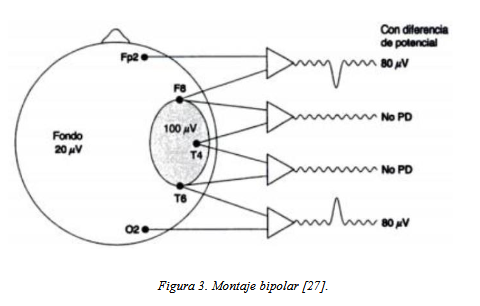 Con diferencia
de potencial
Fp2
80 µV
F8
100 µV
No PD
Fondo
20 µV
T4
No PD
T6
O2
80 µV
Figura 3. Montaje bipolar [27].